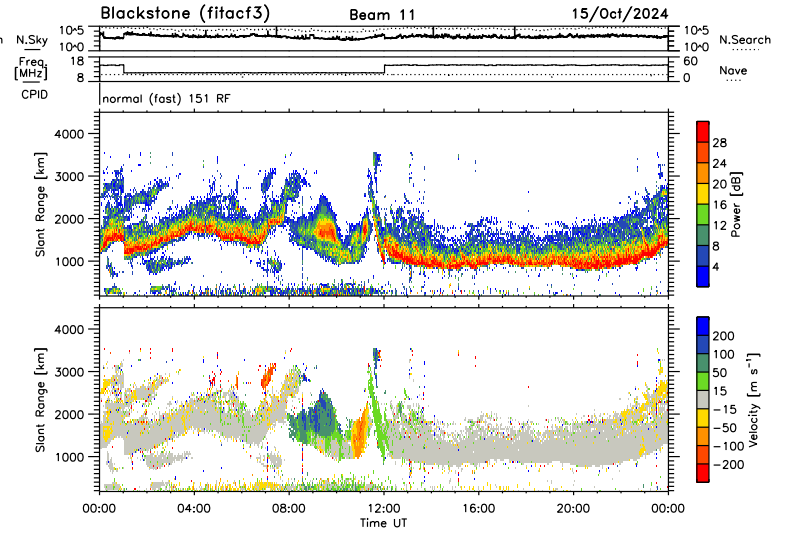 Blackstone (fitacf3) Beam 11 15/Oct/2024
N.Sky 10^5 10^0 10^5 10^0 N.Search
Freq. [MHz] 18 8 60 0 Nave
CPID normal (fast) 151 RF
Slant Range [km] 4000 3000 2000 1000
28 24 20 16 12 8 4 Power [dB]
Slant Range [km] 4000 3000 2000 1000
200 100 50 15 -15 -50 -100 -200 Velocity [m s⁻¹]
00:00 04:00 08:00 12:00 16:00 20:00 00:00
Time UT